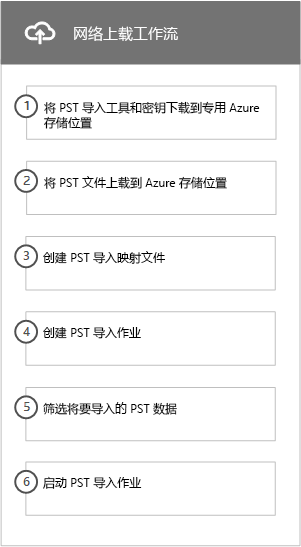 网络上载工作流
1 将 PST 导入工具和密钥下载到专用 Azure
存储位置
2 将 PST 文件上载到 Azure 存储位置
3 创建 PST 导入映射文件
4 创建 PST 导入作业
5 筛选将要导入的 PST 数据
6 启动 PST 导入作业